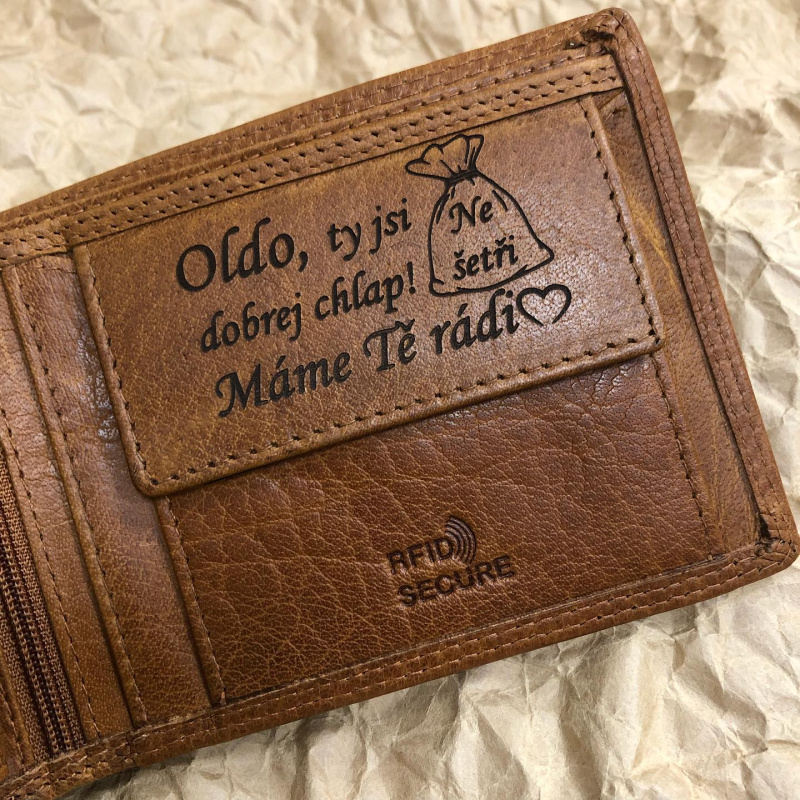 Oldo, ty jsi
dobrej chlap!
Máme Tě rádi
Ne
šetři
RFID
SECURE